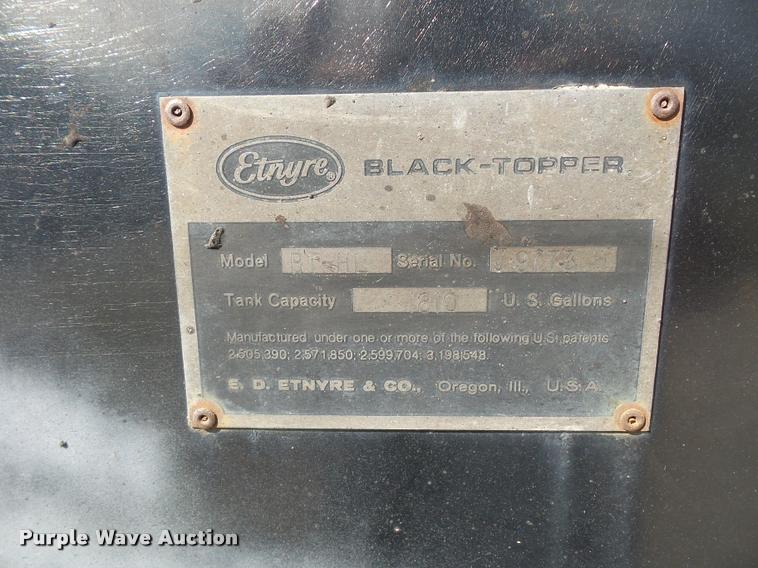 Etnyre® BLACK-TOPPER
Model Serial No.
Tank Capacity 810 U. S. Gallons
Manufactured under one or more of the following U.S. patents
2,505,390; 2,571,850; 2,599,704; 3,198,548.
E. D. ETNYRE & CO., Oregon, Ill., U.S.A.
Purple Wave Auction